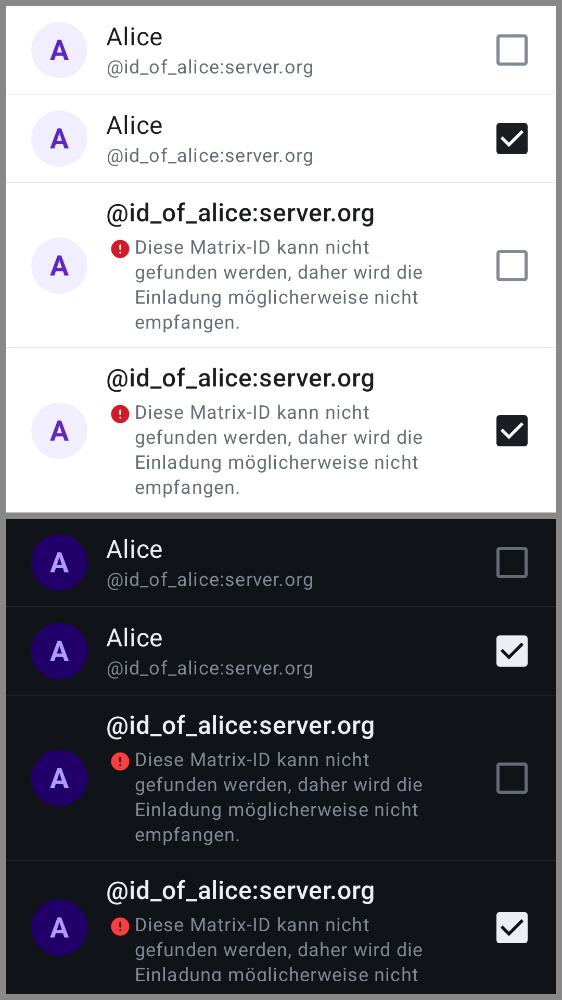 A
Alice
@id_of_alice:server.org
A
Alice
@id_of_alice:server.org
@id_of_alice:server.org
A
Diese Matrix-ID kann nicht
gefunden werden, daher wird die
Einladung möglicherweise nicht
empfangen.
@id_of_alice:server.org
A
Diese Matrix-ID kann nicht
gefunden werden, daher wird die
Einladung möglicherweise nicht
empfangen.
A
Alice
@id_of_alice:server.org
A
Alice
@id_of_alice:server.org
@id_of_alice:server.org
A
Diese Matrix-ID kann nicht
gefunden werden, daher wird die
Einladung möglicherweise nicht
empfangen.
@id_of_alice:server.org
A
Diese Matrix-ID kann nicht
gefunden werden, daher wird die
Einladung möglicherweise nicht